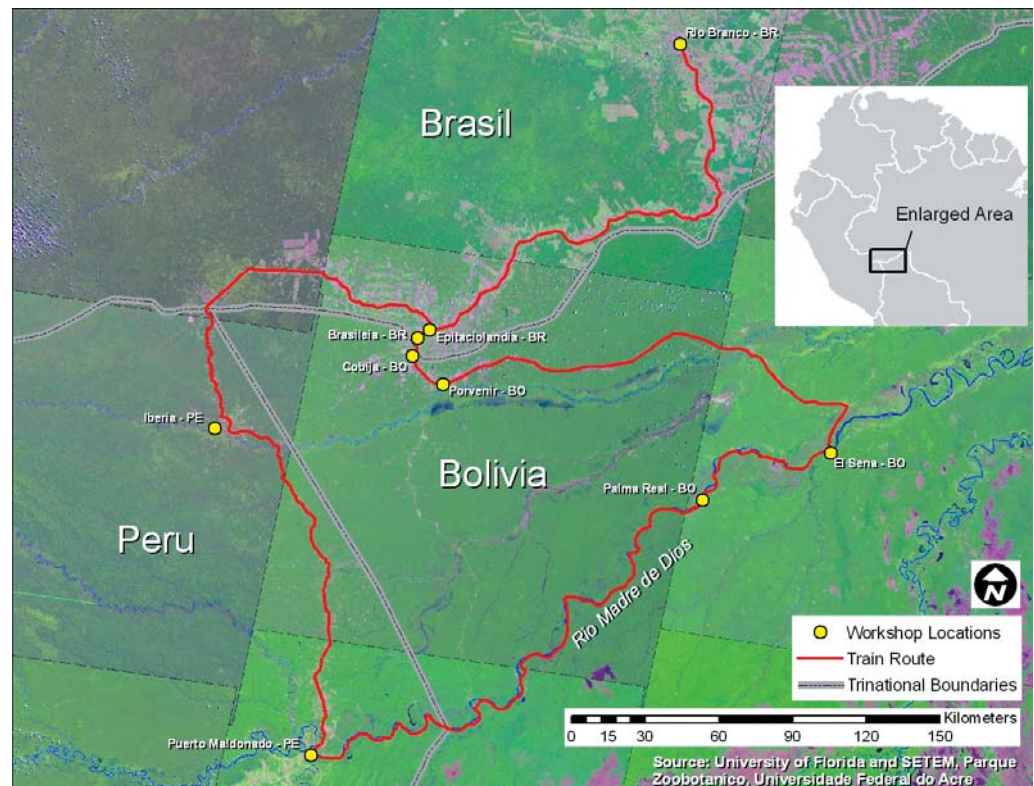 Rio Branco - BR
Brasil
Enlarged Area
Brasileia - BR
Epitaciolandia - BR
Cobija - BO
Porvenir - BO
Iberia - PE
El Sena - BO
Bolivia
Palma Real - BO
Peru
Rio Madre de Dios
N
Workshop Locations
Train Route
Trinational Boundaries
Kilometers
0 15 30 60 90 120 150
Puerto Maldonado - PE
Source: University of Florida and SETEM, Parque
Zoobotanico, Universidade Federal do Acre